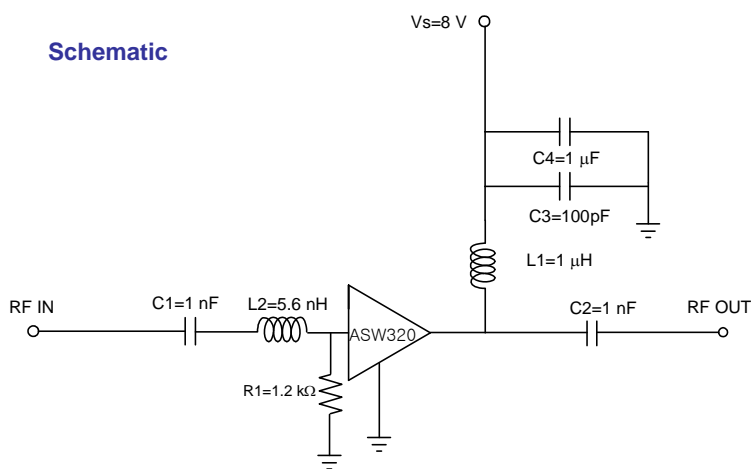 Vs=8 V
Schematic
C4=1 μF
C3=100pF
L1=1 μH
RF IN
C1=1 nF
L2=5.6 nH
ASW320
C2=1 nF
RF OUT
R1=1.2 kΩ